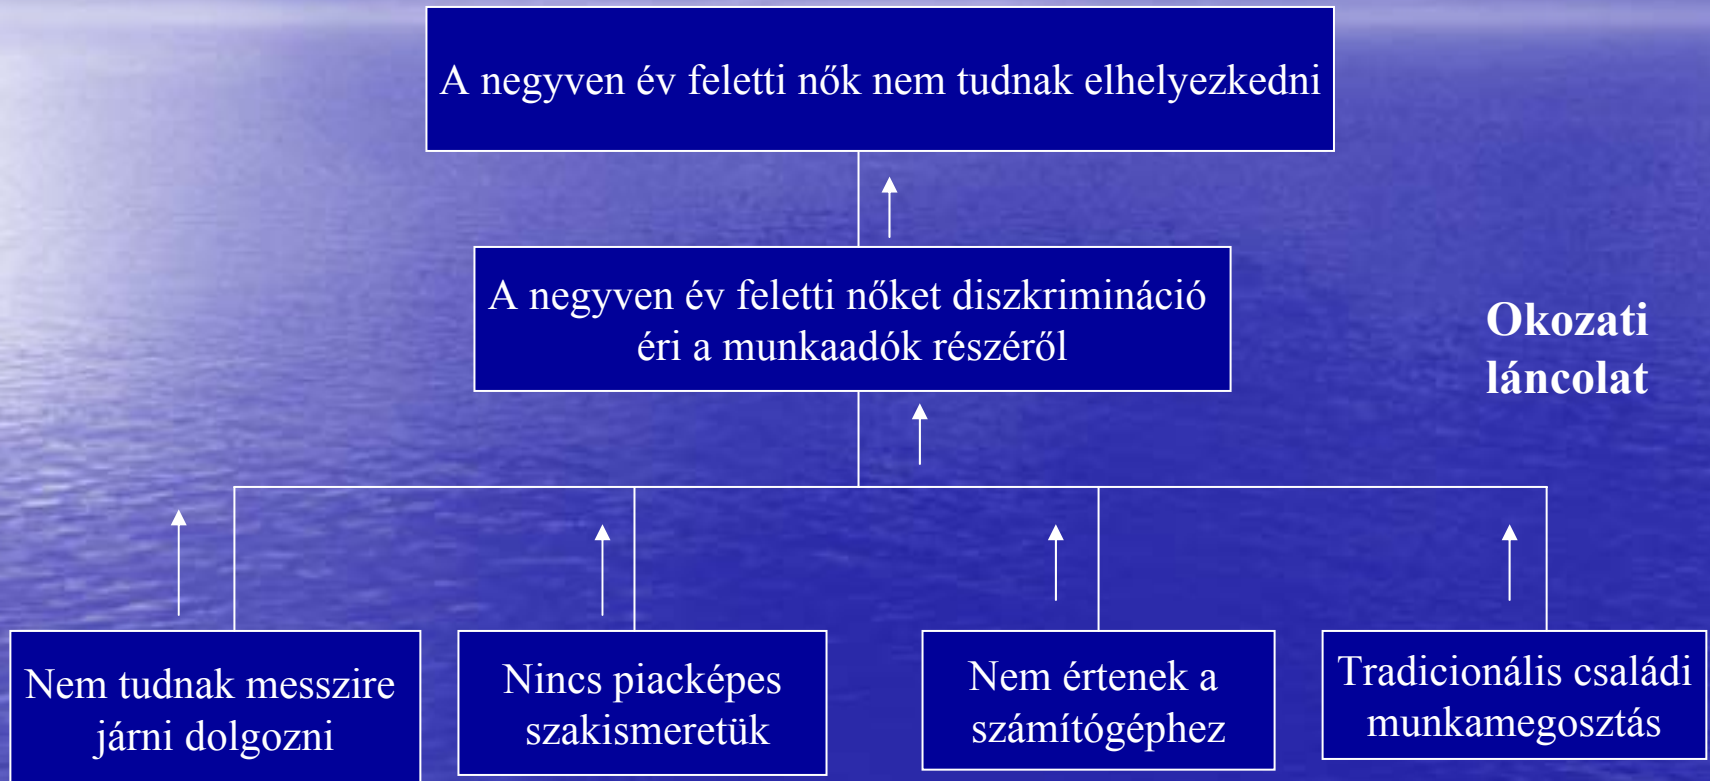 A negyven év feletti nők nem tudnak elhelyezkedni
A negyven év feletti nőket diszkrimináció
éri a munkaadók részéről
Okozati
láncolat
Nem tudnak messzire
járni dolgozni
Nincs piacképes
szakismeretük
Nem értenek a
számítógéphez
Tradicionális családi
munkamegosztás